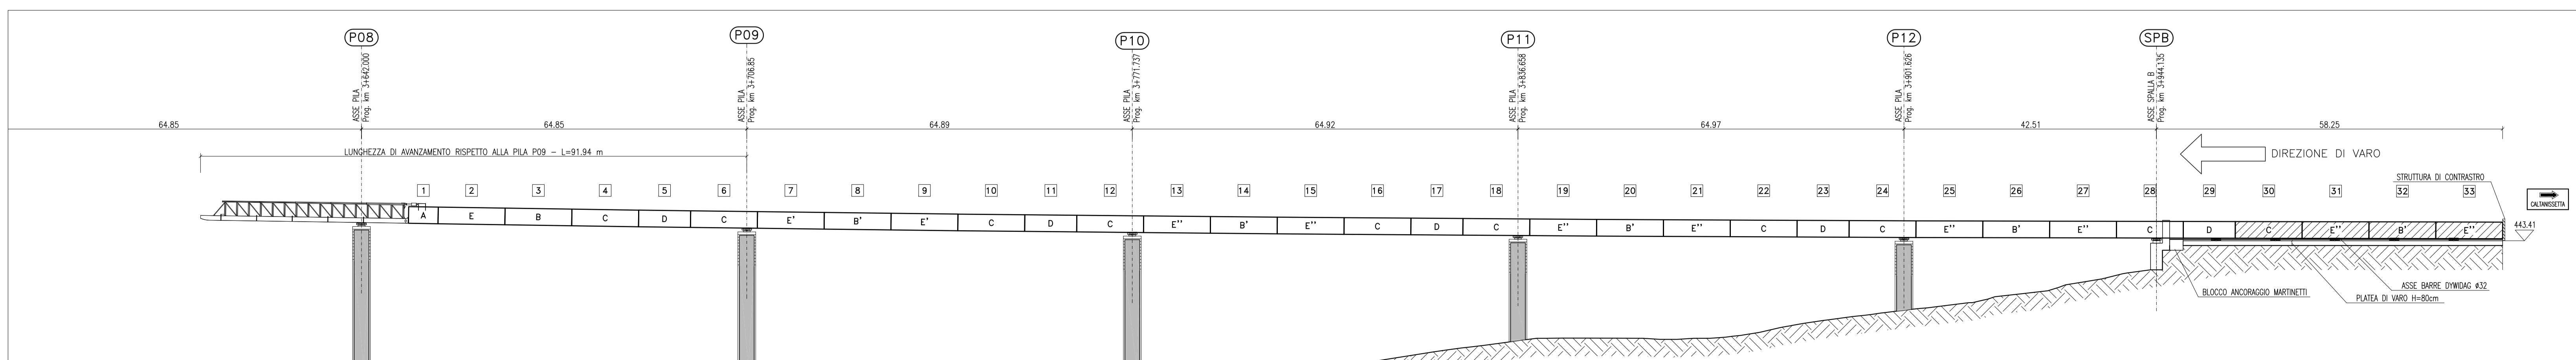 P08
P09
P10
P11
P12
SPB
ASSE PILA
Prog. km 3+642.000
ASSE PILA
Prog. km 3+706.85
ASSE PILA
Prog. km 3+771.737
ASSE PILA
Prog. km 3+836.658
ASSE PILA
Prog. km 3+901.626
ASSE SPALLA B
Prog. km 3+944.135
64.85
64.85
64.89
64.92
64.97
42.51
58.25
LUNGHEZZA DI AVANZAMENTO RISPETTO ALLA PILA P09 - L=91.94 m
DIREZIONE DI VARO
STRUTTURA DI CONTRASTRO
1 2 3 4 5 6 7 8 9 10 11 12 13 14 15 16 17 18 19 20 21 22 23 24 25 26 27 28 29 30 31 32 33
CALTANISSETTA
A E B C D C E' B' E' C D C E'' B' E'' C D C E'' B' E'' C D C E'' B' E'' C D C E'' B' E''
443.41
ASSE BARRE DYWIDAG ø32
BLOCCO ANCORAGGIO MARTINETTI
PLATEA DI VARO H=80cm